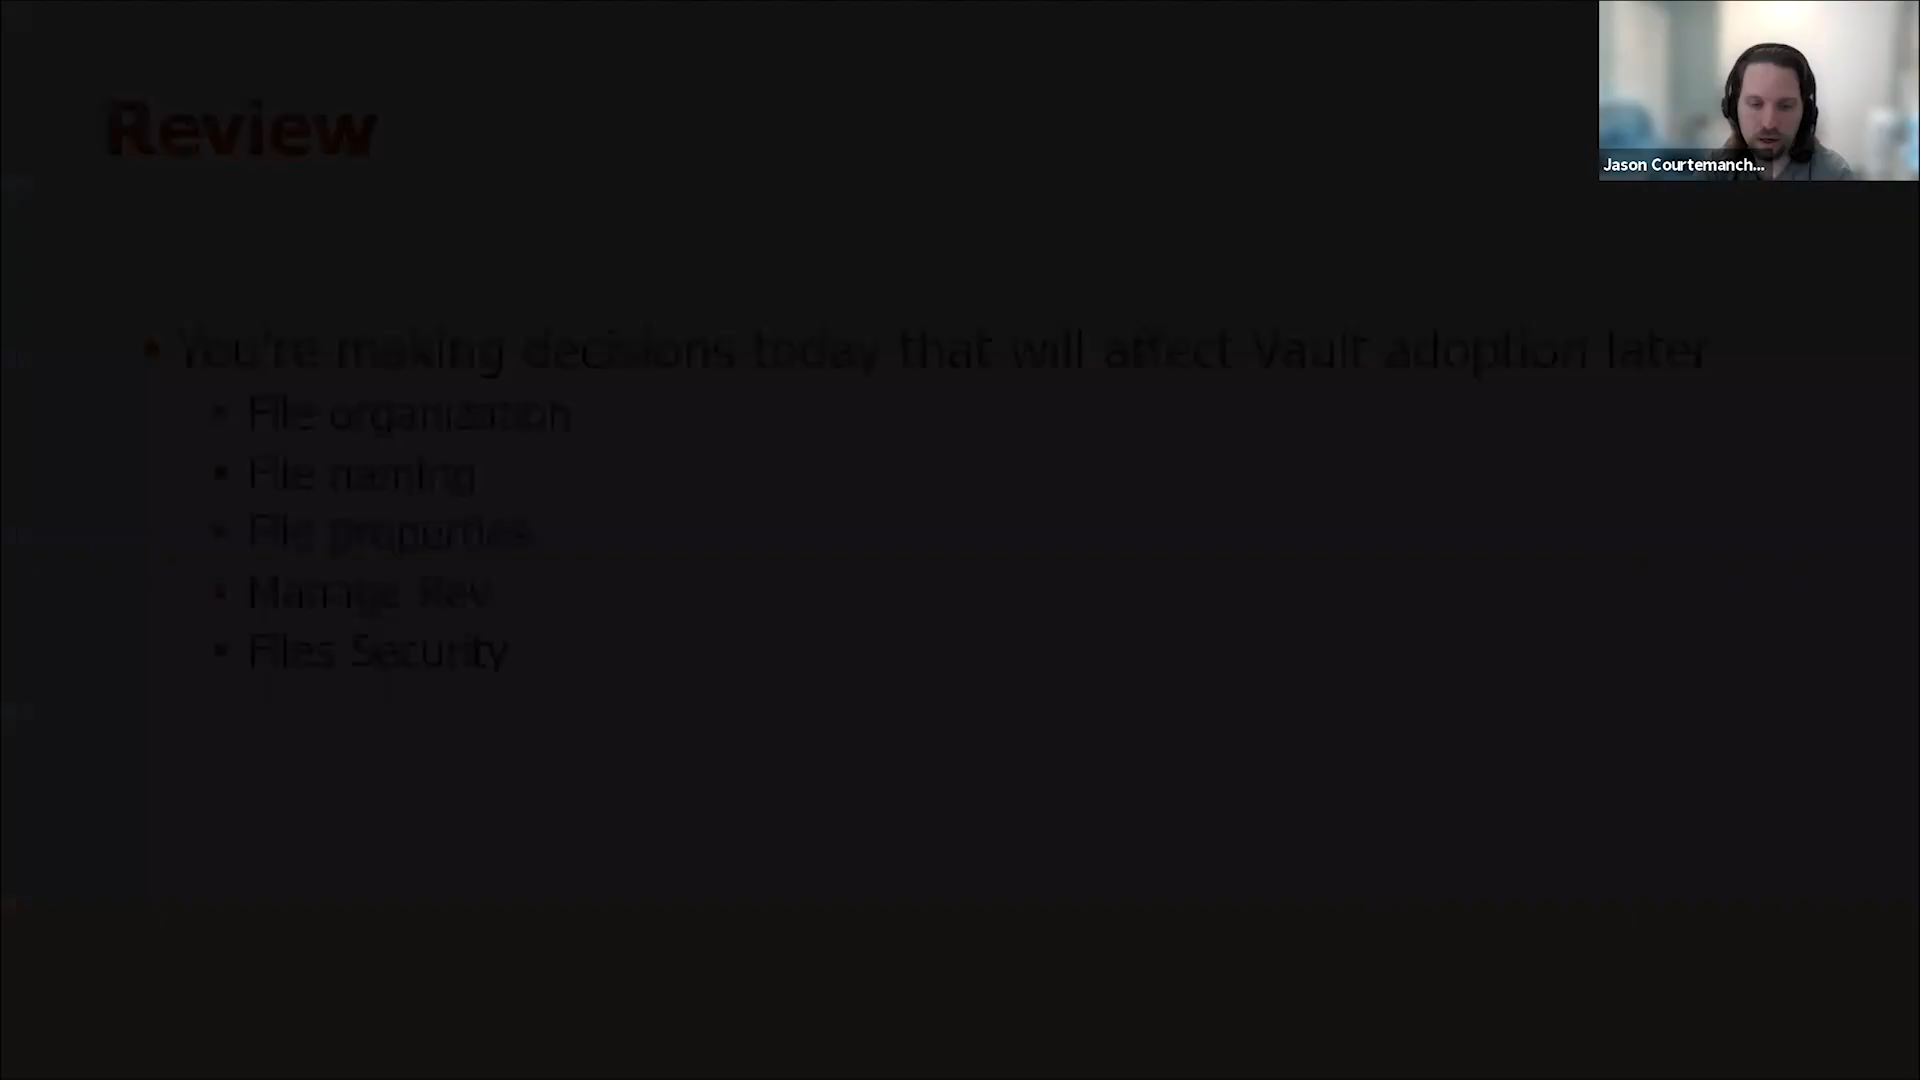 Review
Jason Courtemanch...
• You're making decisions today that will affect Vault adoption later
• File organization
• File naming
• File properties
• Manage Rev
• Files Security